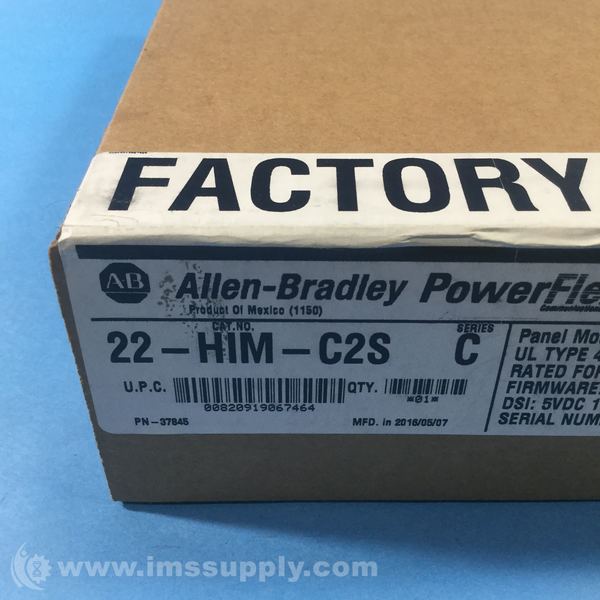 FACTORY
AB Allen-Bradley PowerFle
Product Of Mexico (1150)
CAT.NO. SERIES
22-HIM-C2S C
U.P.C. QTY.
00820919067464 *01*
PN-37845 MFD. in 2016/05/07
Panel Mo
UL TYPE 4
RATED FOR
FIRMWARE:
DSI: 5VDC 1
SERIAL NUM
www.imssupply.com